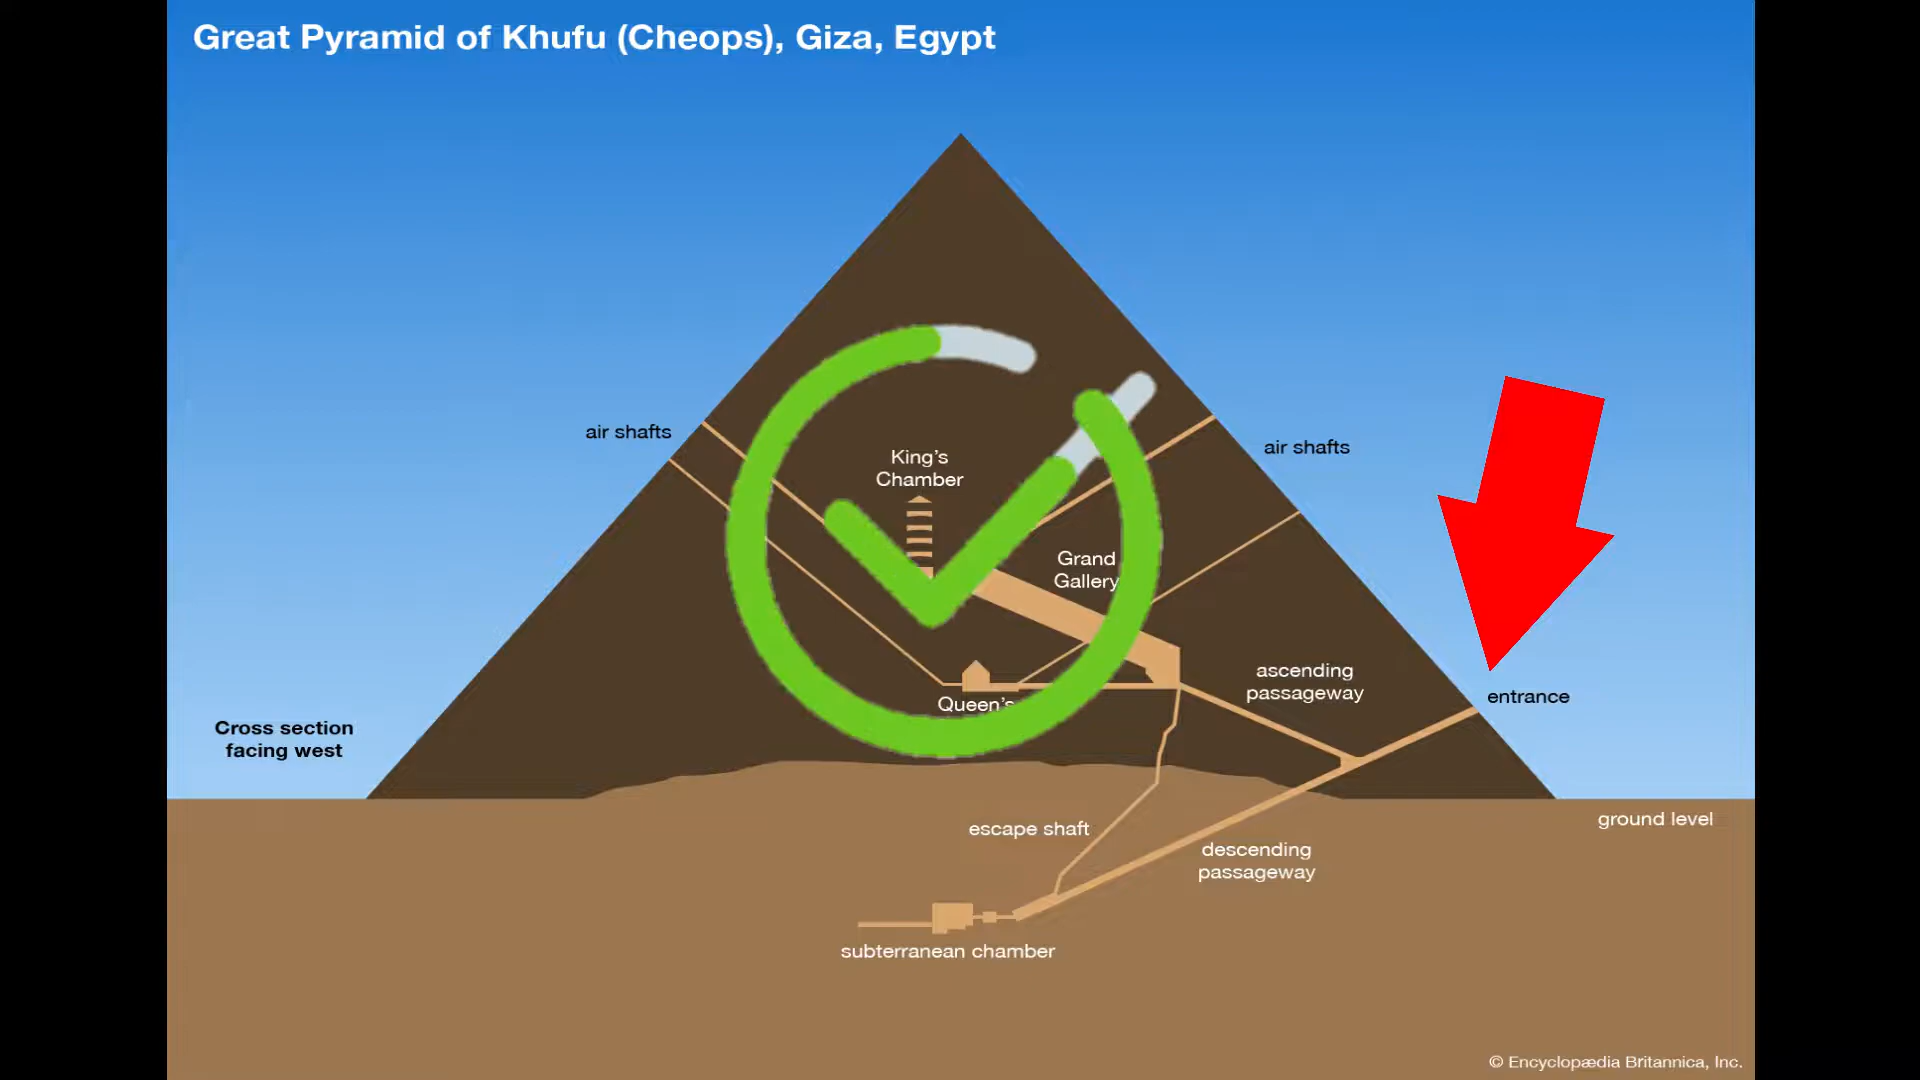 Great Pyramid of Khufu (Cheops), Giza, Egypt
air shafts
King's
Chamber
air shafts
Grand
Gallery
ascending
passageway
entrance
Queen's
Cross section
facing west
ground level
escape shaft
descending
passageway
subterranean chamber
© Encyclopædia Britannica, Inc.